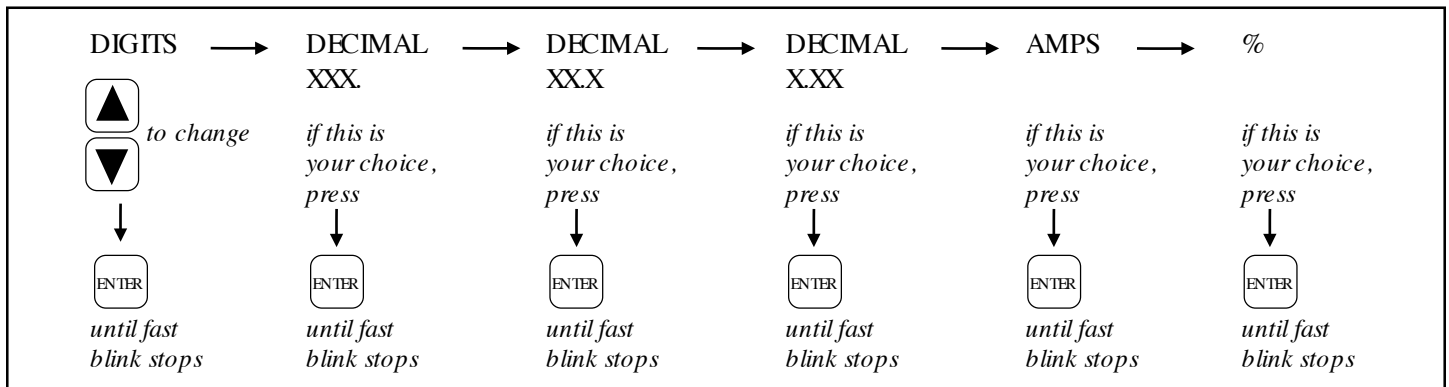 DIGITS DECIMAL DECIMAL DECIMAL AMPS %
XXX. XX.X X.XX
to change
if this is if this is if this is if this is if this is
your choice, your choice, your choice, your choice, your choice,
press press press press press
ENTER ENTER ENTER ENTER ENTER ENTER
until fast until fast until fast until fast until fast until fast
blink stops blink stops blink stops blink stops blink stops blink stops